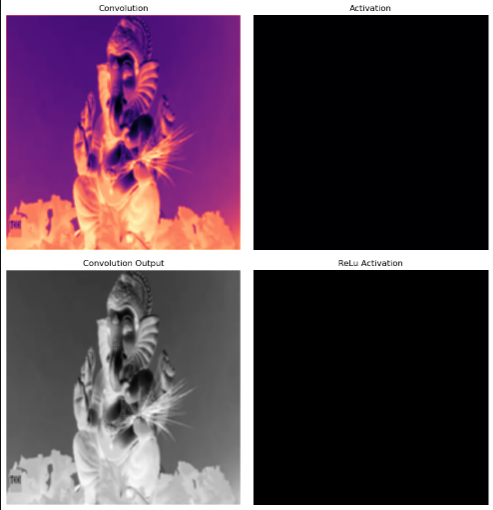 Convolution
Activation
Convolution Output
ReLu Activation